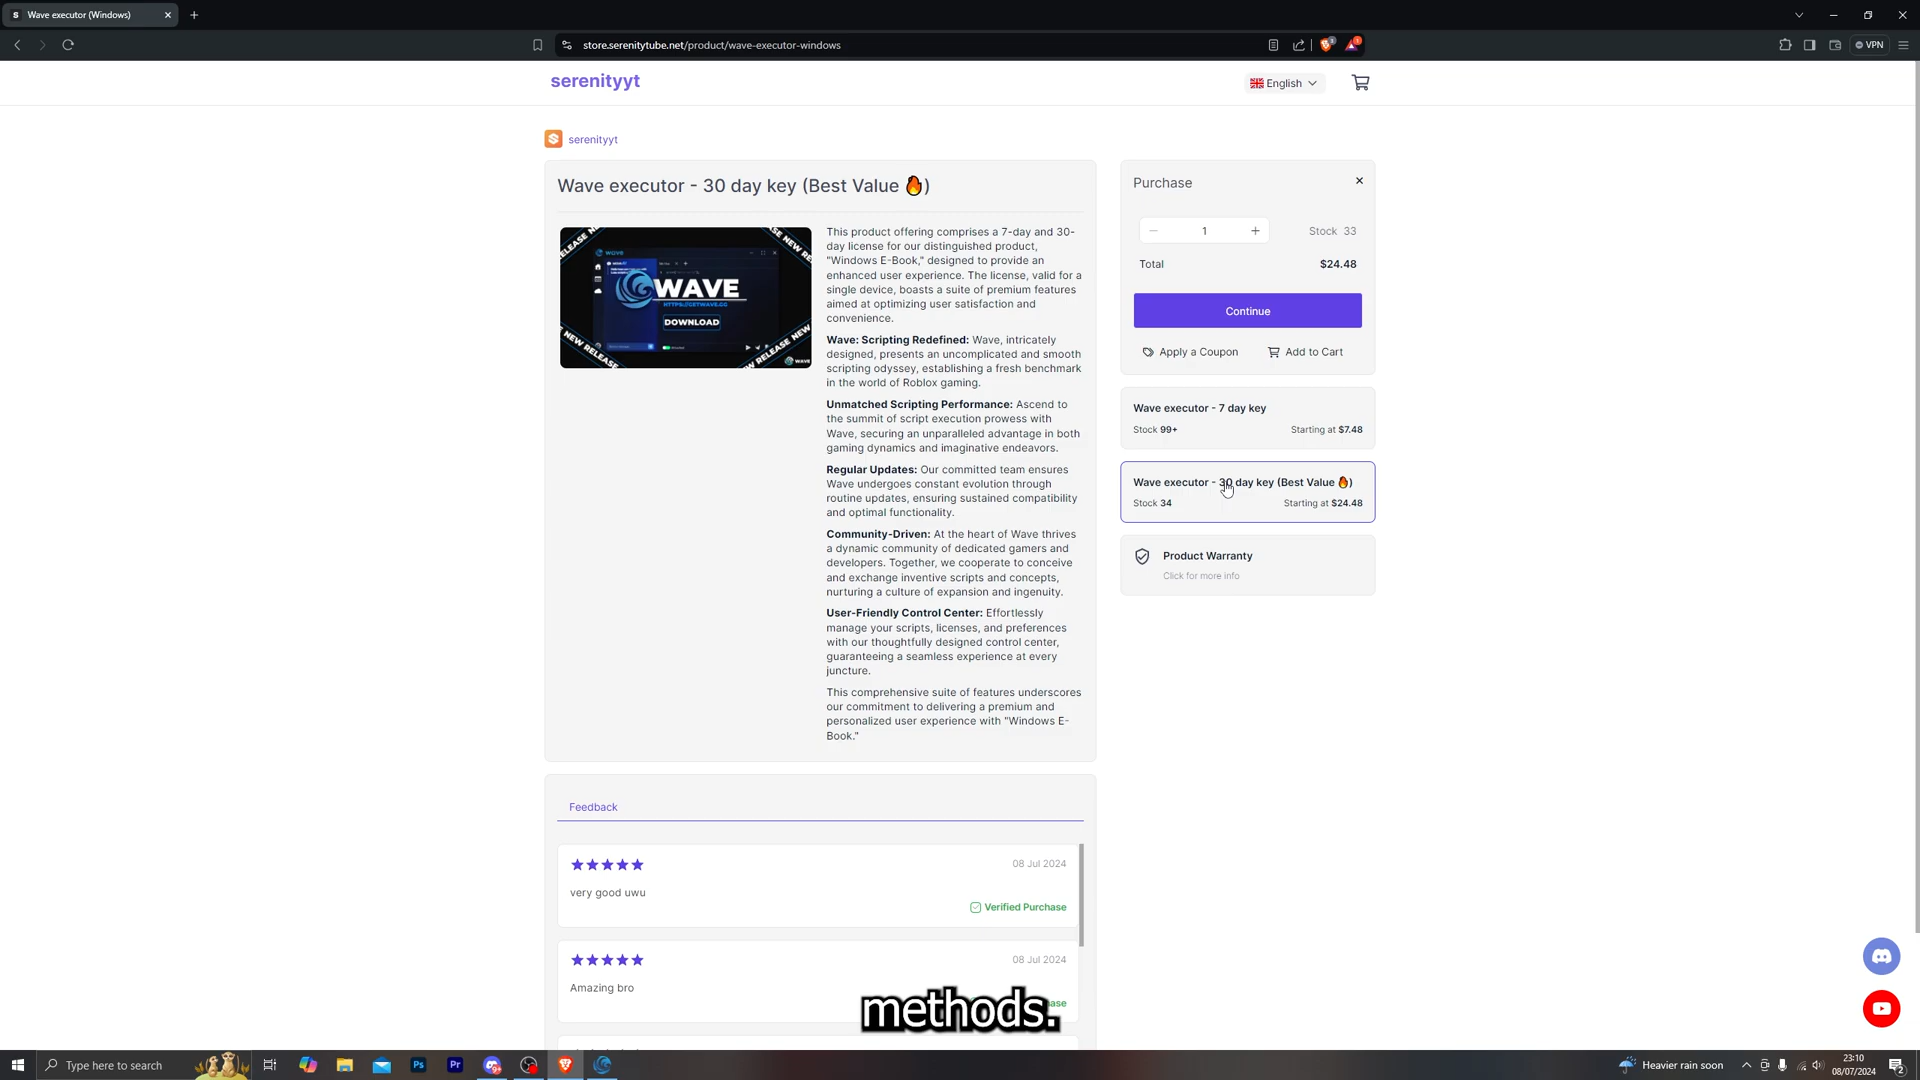 Wave executor (Windows)
store.serenitytube.net/product/wave-executor-windows
VPN
serenityyt
English
serenityyt
Wave executor - 30 day key (Best Value 🔥)
WAVE
HTTPS://GETWAVE.GG
DOWNLOAD
NEW RELEASE
WAVE
This product offering comprises a 7-day and 30-
day license for our distinguished product,
"Windows E-Book," designed to provide an
enhanced user experience. The license, valid for a
single device, boasts a suite of premium features
aimed at optimizing user satisfaction and
convenience.
Wave: Scripting Redefined: Wave, intricately
designed, presents an uncomplicated and smooth
scripting odyssey, establishing a fresh benchmark
in the world of Roblox gaming.
Unmatched Scripting Performance: Ascend to
the summit of script execution prowess with
Wave, securing an unparalleled advantage in both
gaming dynamics and imaginative endeavors.
Regular Updates: Our committed team ensures
Wave undergoes constant evolution through
routine updates, ensuring sustained compatibility
and optimal functionality.
Community-Driven: At the heart of Wave thrives
a dynamic community of dedicated gamers and
developers. Together, we cooperate to conceive
and exchange inventive scripts and concepts,
nurturing a culture of expansion and ingenuity.
User-Friendly Control Center: Effortlessly
manage your scripts, licenses, and preferences
with our thoughtfully designed control center,
guaranteeing a seamless experience at every
juncture.
This comprehensive suite of features underscores
our commitment to delivering a premium and
personalized user experience with "Windows E-
Book."
Purchase
1
Stock 33
Total
$24.48
Continue
Apply a Coupon
Add to Cart
Wave executor - 7 day key
Stock 99+
Starting at $7.48
Wave executor - 30 day key (Best Value 🔥)
Stock 34
Starting at $24.48
Product Warranty
Click for more info
Feedback
08 Jul 2024
very good uwu
Verified Purchase
08 Jul 2024
Amazing bro
methods.
Type here to search
Ps
Pr
Heavier rain soon
23:10
08/07/2024
2